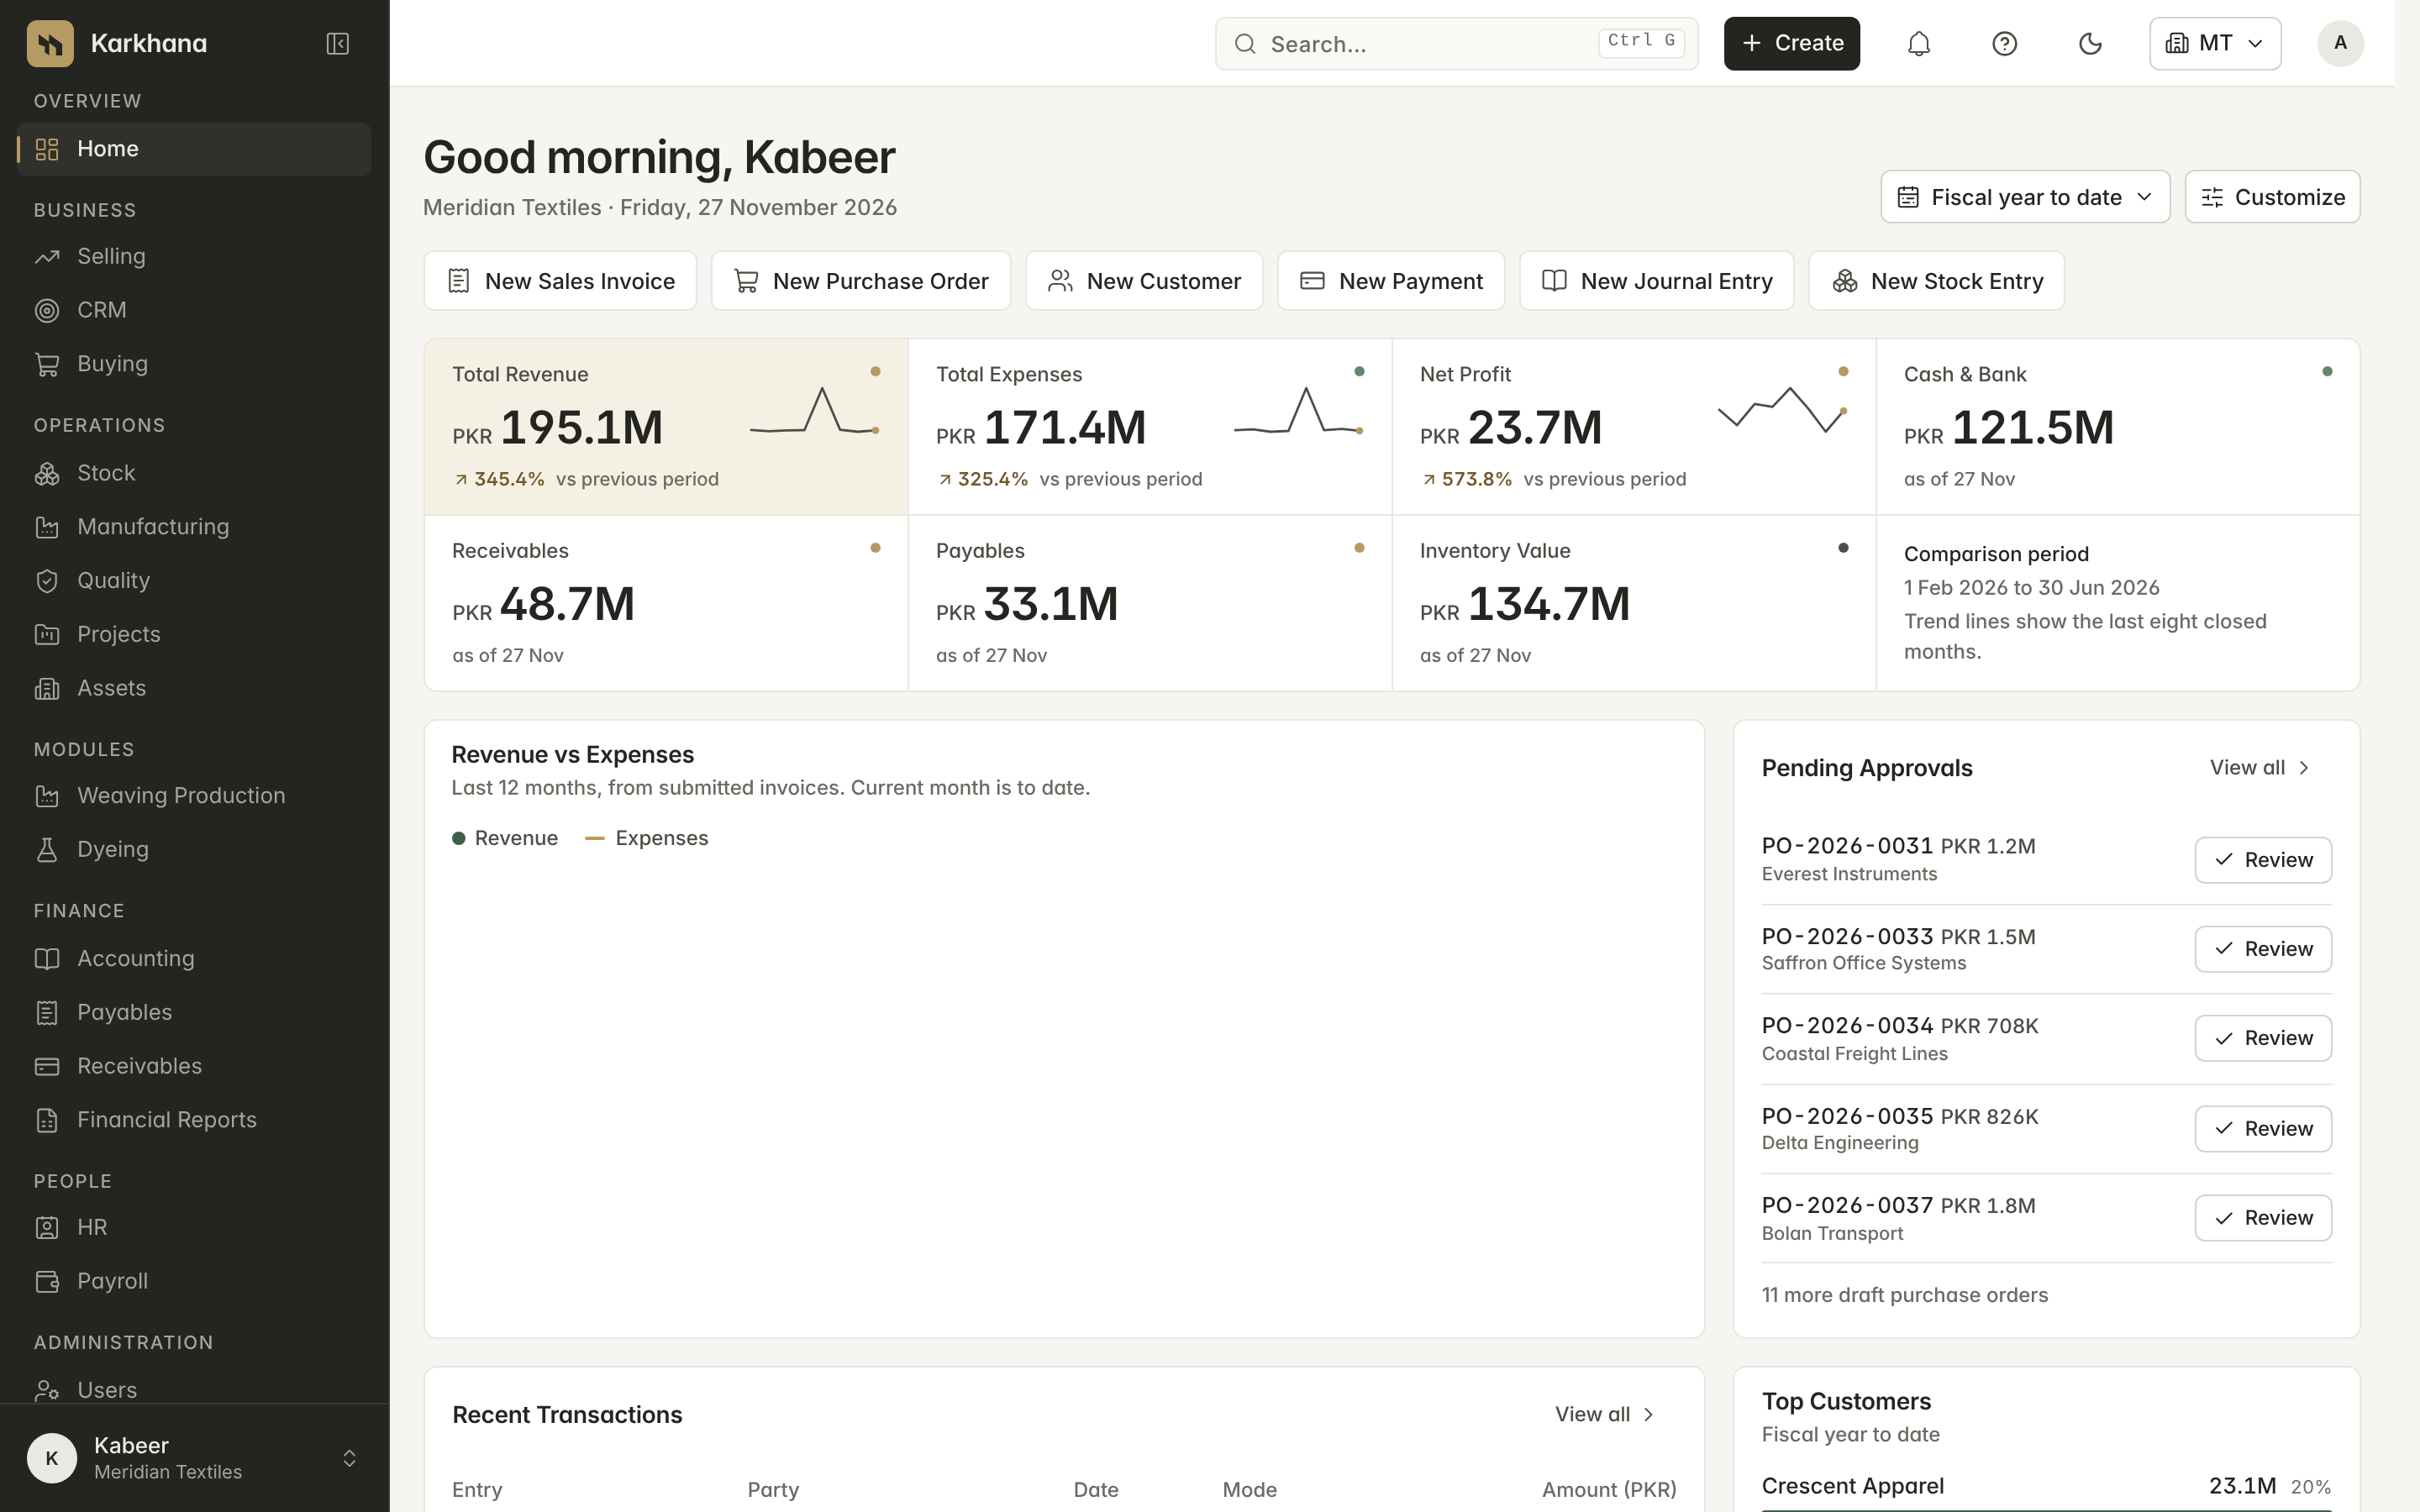 Karkhana
OVERVIEW
Home
BUSINESS
Selling
CRM
Buying
OPERATIONS
Stock
Manufacturing
Quality
Projects
Assets
MODULES
Weaving Production
Dyeing
FINANCE
Accounting
Payables
Receivables
Financial Reports
PEOPLE
HR
Payroll
ADMINISTRATION
Users
K
Kabeer
Meridian Textiles
Search...
Ctrl G
Create
MT
A
Good morning, Kabeer
Meridian Textiles · Friday, 27 November 2026
Fiscal year to date
Customize
New Sales Invoice
New Purchase Order
New Customer
New Payment
New Journal Entry
New Stock Entry
Total Revenue
PKR 195.1M
345.4% vs previous period
Total Expenses
PKR 171.4M
325.4% vs previous period
Net Profit
PKR 23.7M
573.8% vs previous period
Cash & Bank
PKR 121.5M
as of 27 Nov
Receivables
PKR 48.7M
as of 27 Nov
Payables
PKR 33.1M
as of 27 Nov
Inventory Value
PKR 134.7M
as of 27 Nov
Comparison period
1 Feb 2026 to 30 Jun 2026
Trend lines show the last eight closed
months.
Revenue vs Expenses
Last 12 months, from submitted invoices. Current month is to date.
Revenue
Expenses
Pending Approvals
View all
PO-2026-0031 PKR 1.2M
Everest Instruments
Review
PO-2026-0033 PKR 1.5M
Saffron Office Systems
Review
PO-2026-0034 PKR 708K
Coastal Freight Lines
Review
PO-2026-0035 PKR 826K
Delta Engineering
Review
PO-2026-0037 PKR 1.8M
Bolan Transport
Review
11 more draft purchase orders
Recent Transactions
View all
Entry
Party
Date
Mode
Amount (PKR)
Top Customers
Fiscal year to date
Crescent Apparel
23.1M 20%